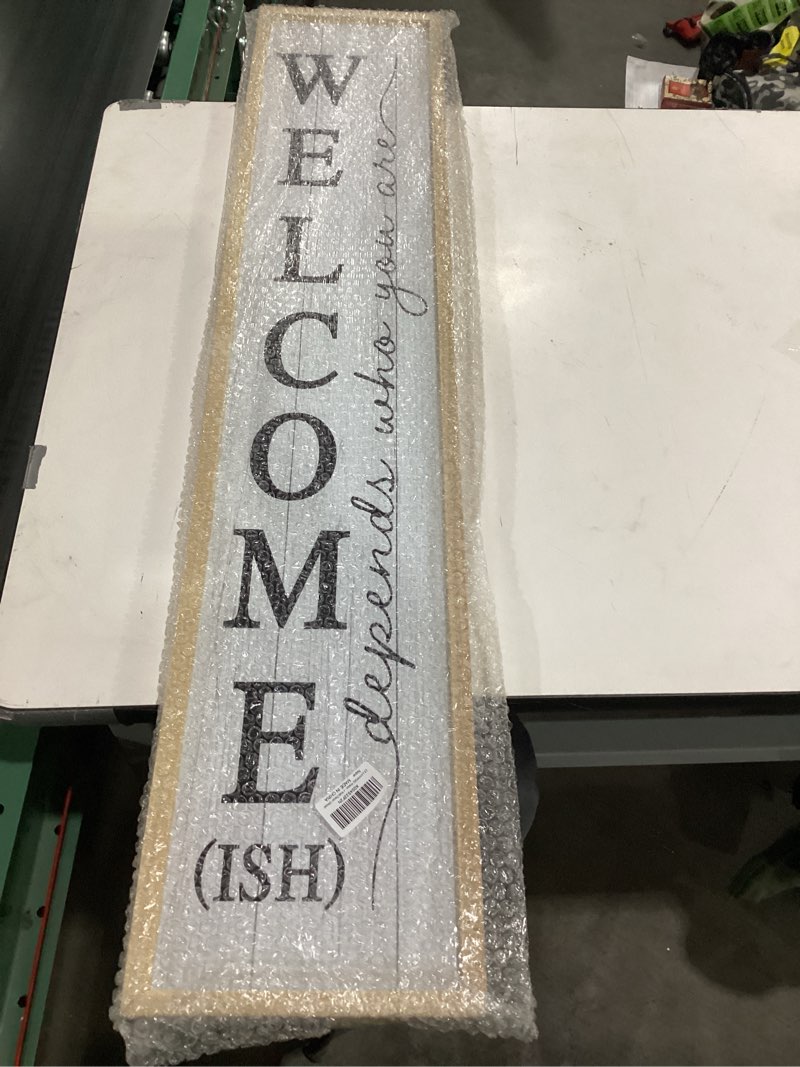 WELCOME
(ISH)
depends who you are